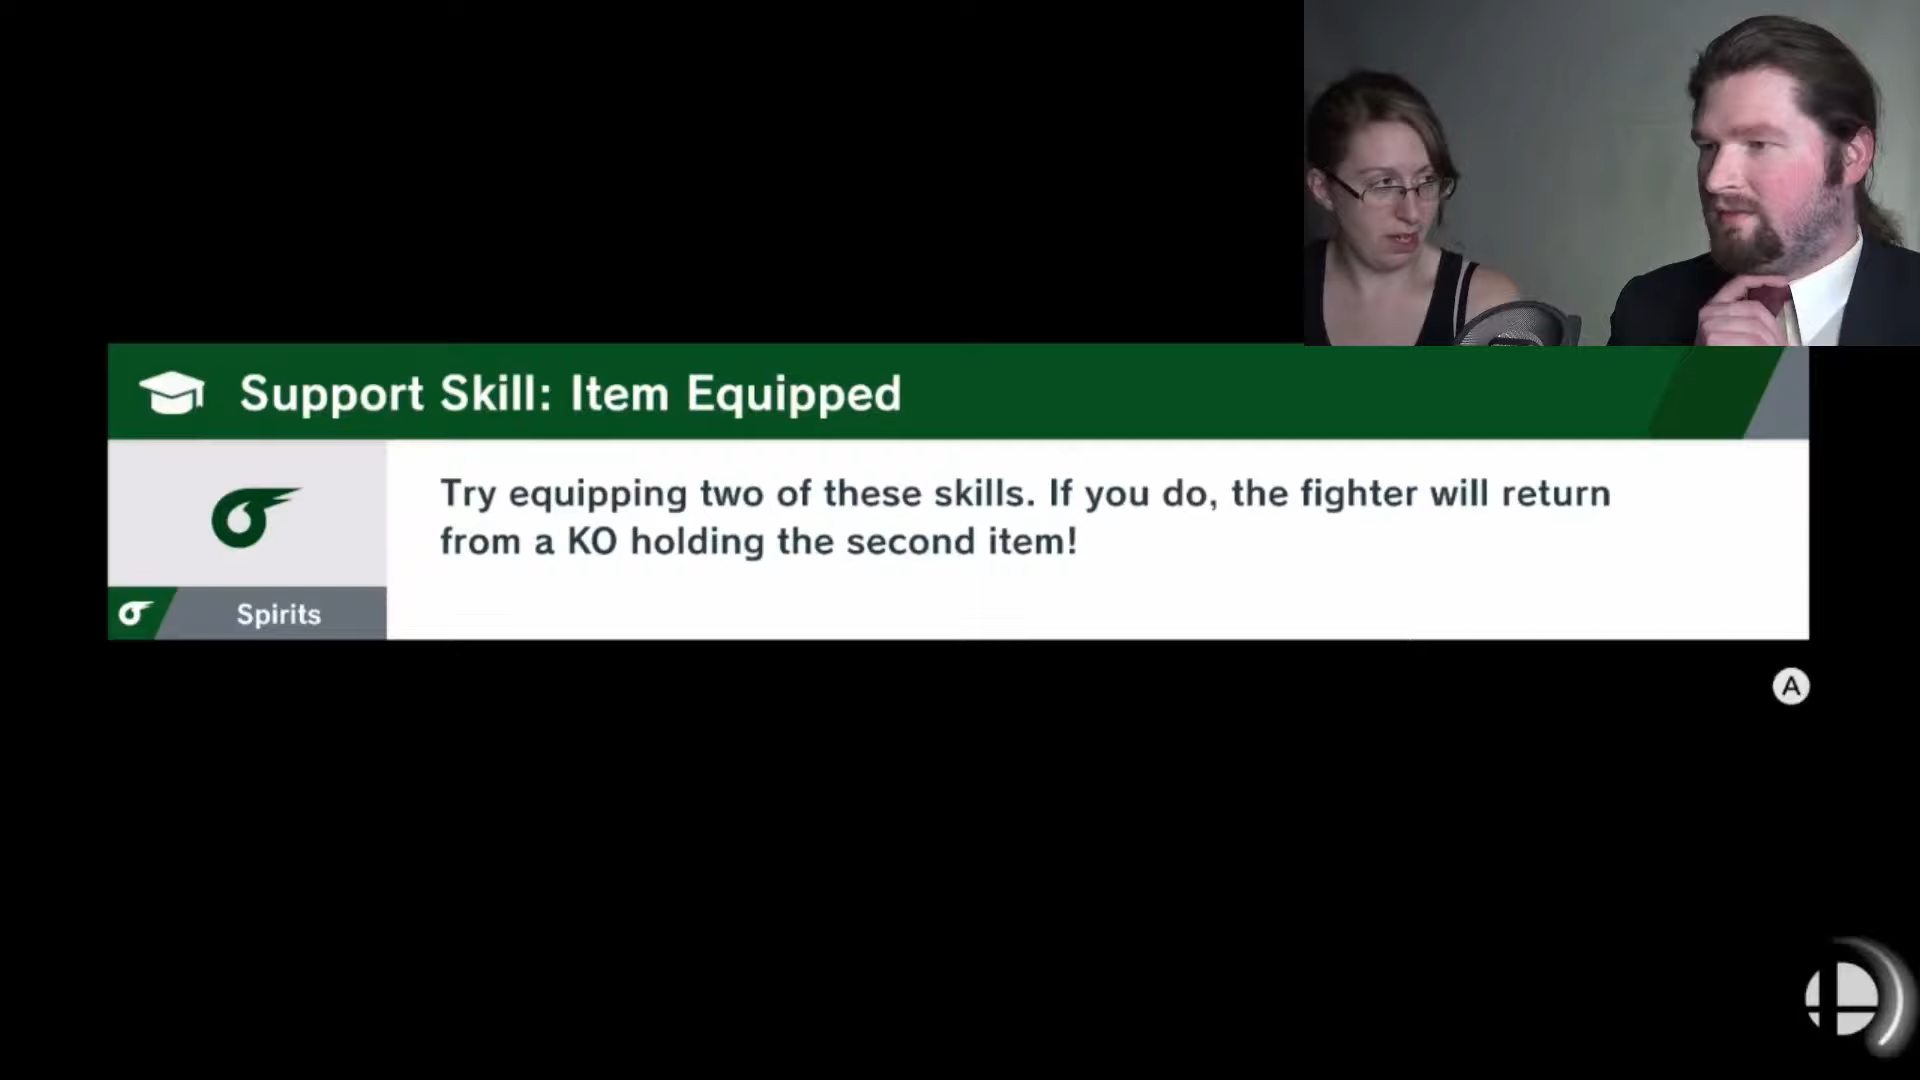 Support Skill: Item Equipped
Try equipping two of these skills. If you do, the fighter will return
from a KO holding the second item!
Spirits
A